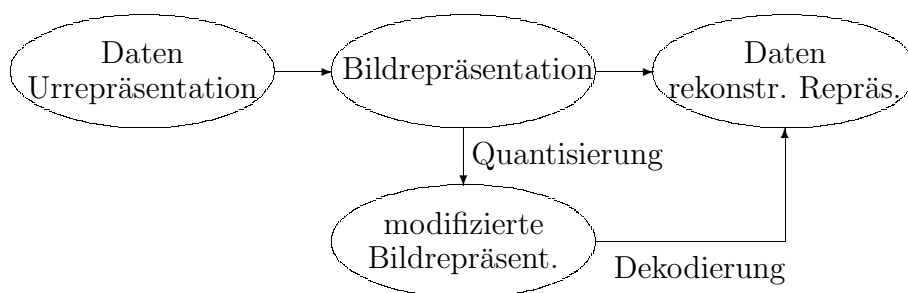 Daten
Urrepräsentation
Bildrepräsentation
Daten
rekonstr. Repräs.
Quantisierung
modifizierte
Bildrepräsent.
Dekodierung